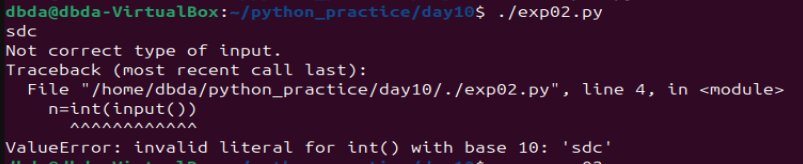 dbda@dbda-VirtualBox:~/python_practice/day10$ ./exp02.py
sdc
Not correct type of input.
Traceback (most recent call last):
  File "/home/dbda/python_practice/day10/./exp02.py", line 4, in <module>
    n=int(input())
      ^^^^^^^^^^^^
ValueError: invalid literal for int() with base 10: 'sdc'